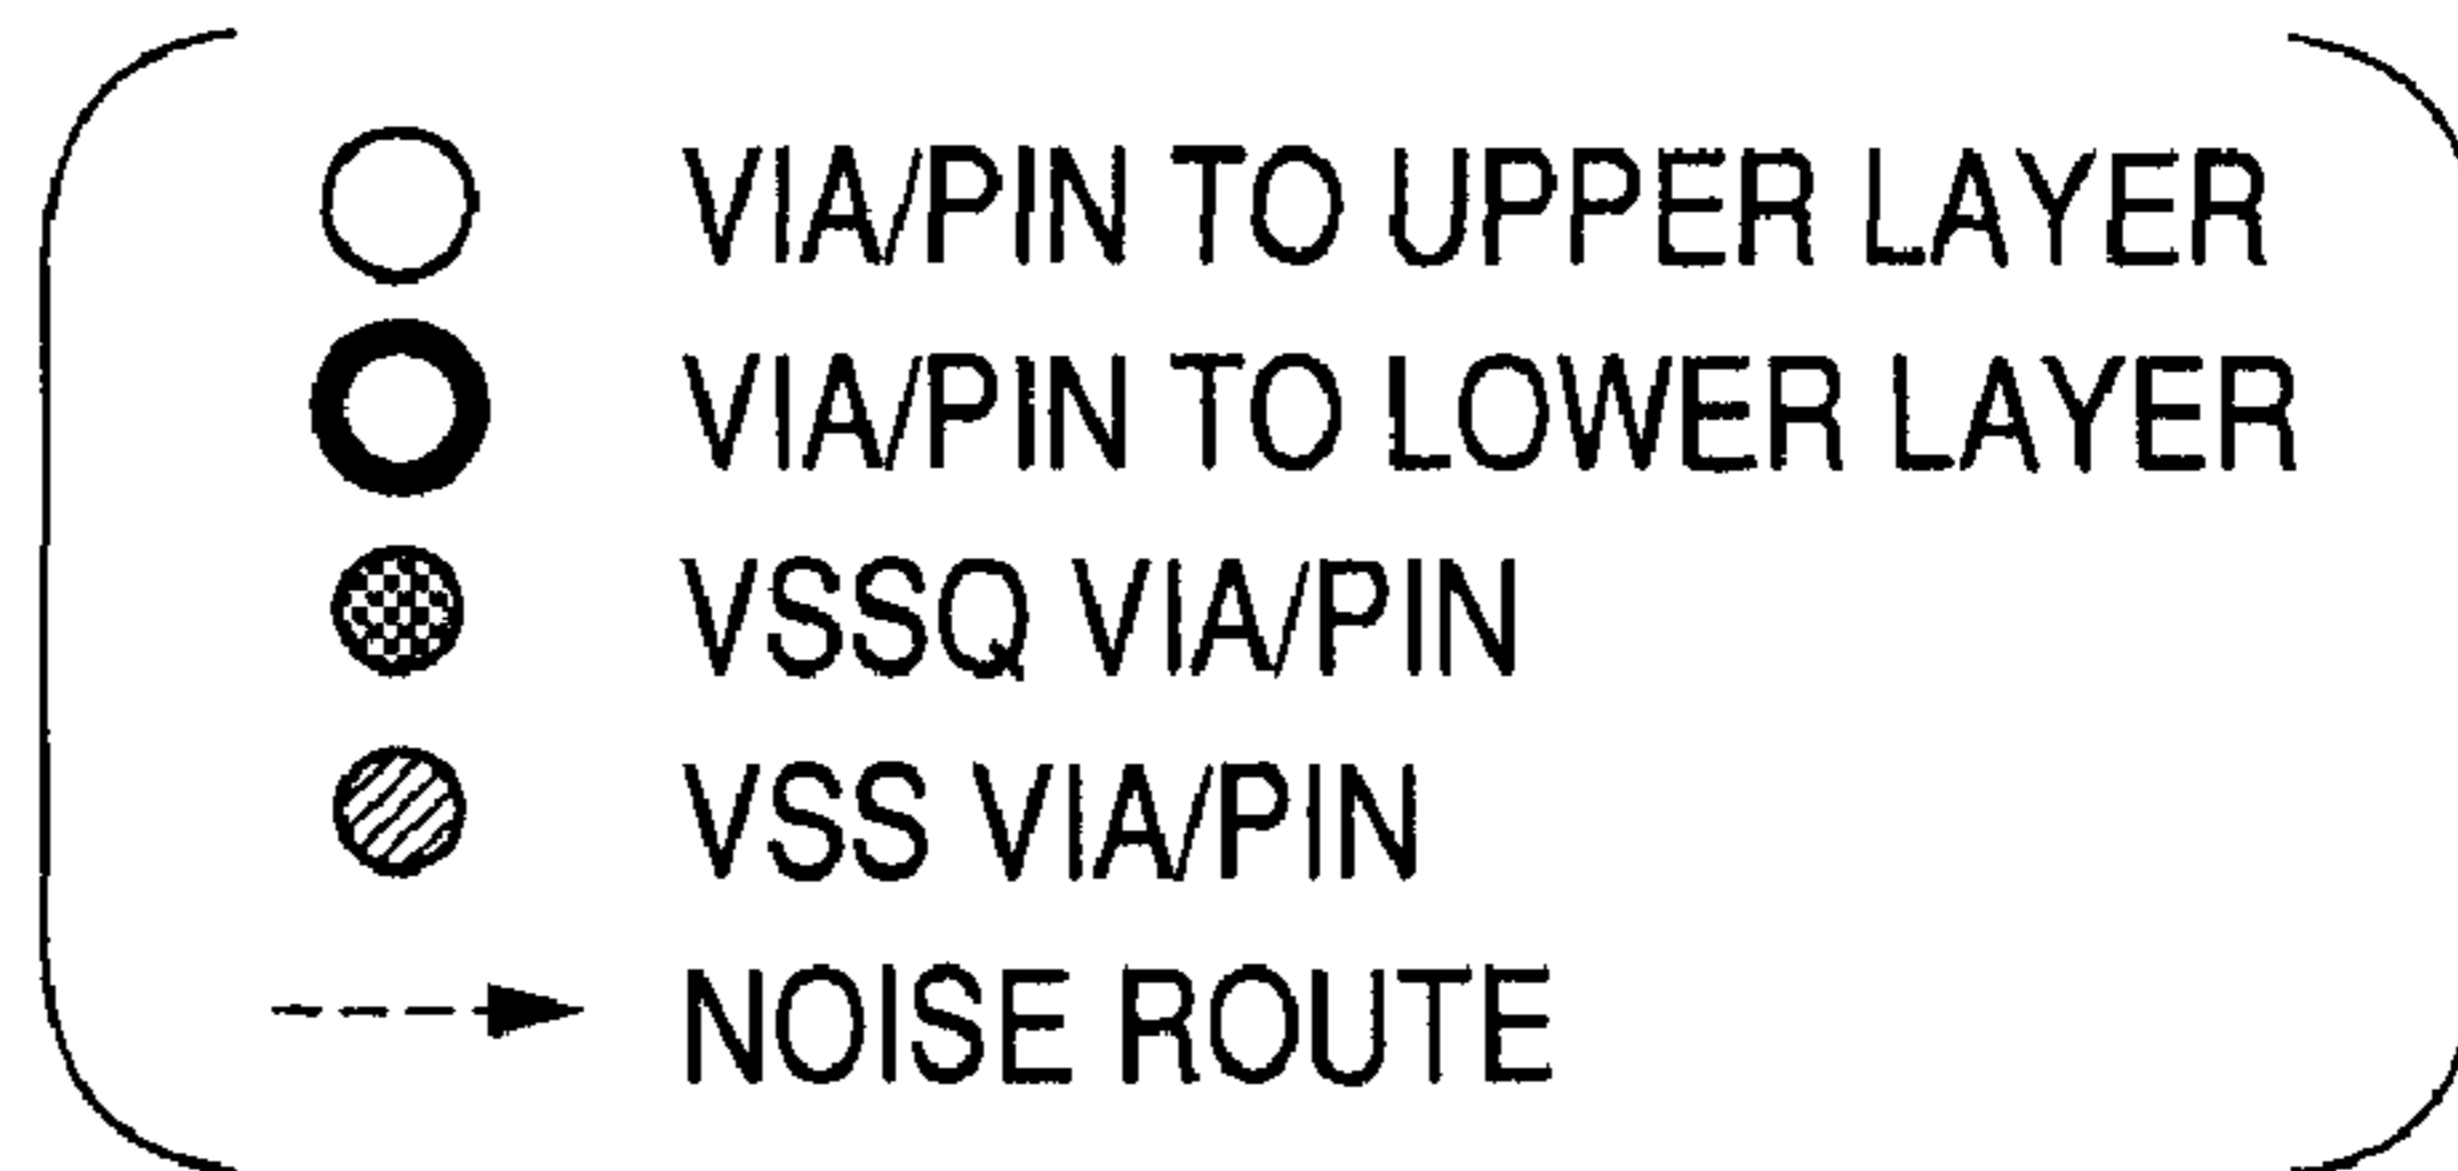 VIA/PIN TO UPPER LAYER
VIA/PIN TO LOWER LAYER
VSSQ VIA/PIN
VSS VIA/PIN
NOISE ROUTE